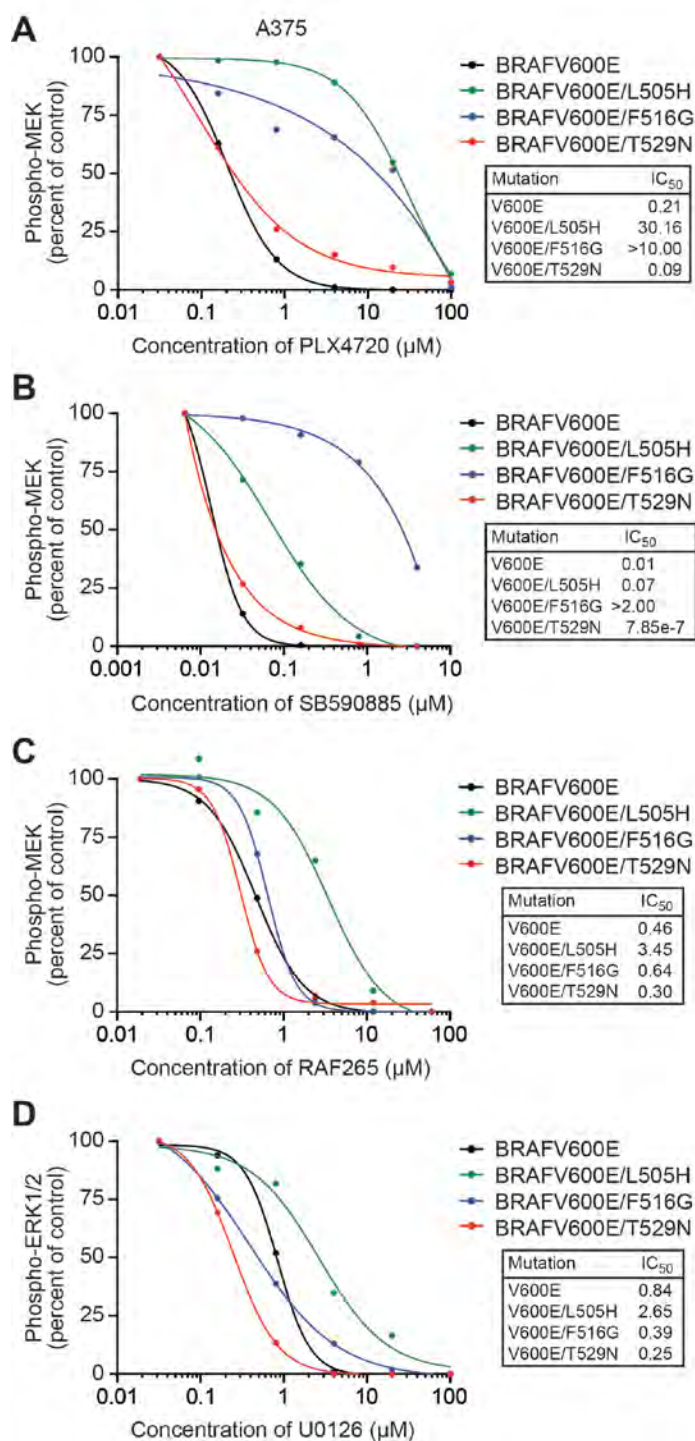 A
A375
Phospho-MEK
(percent of control)
100
75
50
25
0
0.01
0.1
1
10
100
Concentration of PLX4720 (µM)
BRAFV600E
BRAFV600E/L505H
BRAFV600E/F516G
BRAFV600E/T529N
Mutation IC50
V600E 0.21
V600E/L505H 30.16
V600E/F516G >10.00
V600E/T529N 0.09
B
Phospho-MEK
(percent of control)
100
75
50
25
0
0.001
0.01
0.1
1
10
Concentration of SB590885 (µM)
BRAFV600E
BRAFV600E/L505H
BRAFV600E/F516G
BRAFV600E/T529N
Mutation IC50
V600E 0.01
V600E/L505H 0.07
V600E/F516G >2.00
V600E/T529N 7.85e-7
C
Phospho-MEK
(percent of control)
100
75
50
25
0
0.01
0.1
1
10
100
Concentration of RAF265 (µM)
BRAFV600E
BRAFV600E/L505H
BRAFV600E/F516G
BRAFV600E/T529N
Mutation IC50
V600E 0.46
V600E/L505H 3.45
V600E/F516G 0.64
V600E/T529N 0.30
D
Phospho-ERK1/2
(percent of control)
100
75
50
25
0
0.01
0.1
1
10
100
Concentration of U0126 (µM)
BRAFV600E
BRAFV600E/L505H
BRAFV600E/F516G
BRAFV600E/T529N
Mutation IC50
V600E 0.84
V600E/L505H 2.65
V600E/F516G 0.39
V600E/T529N 0.25